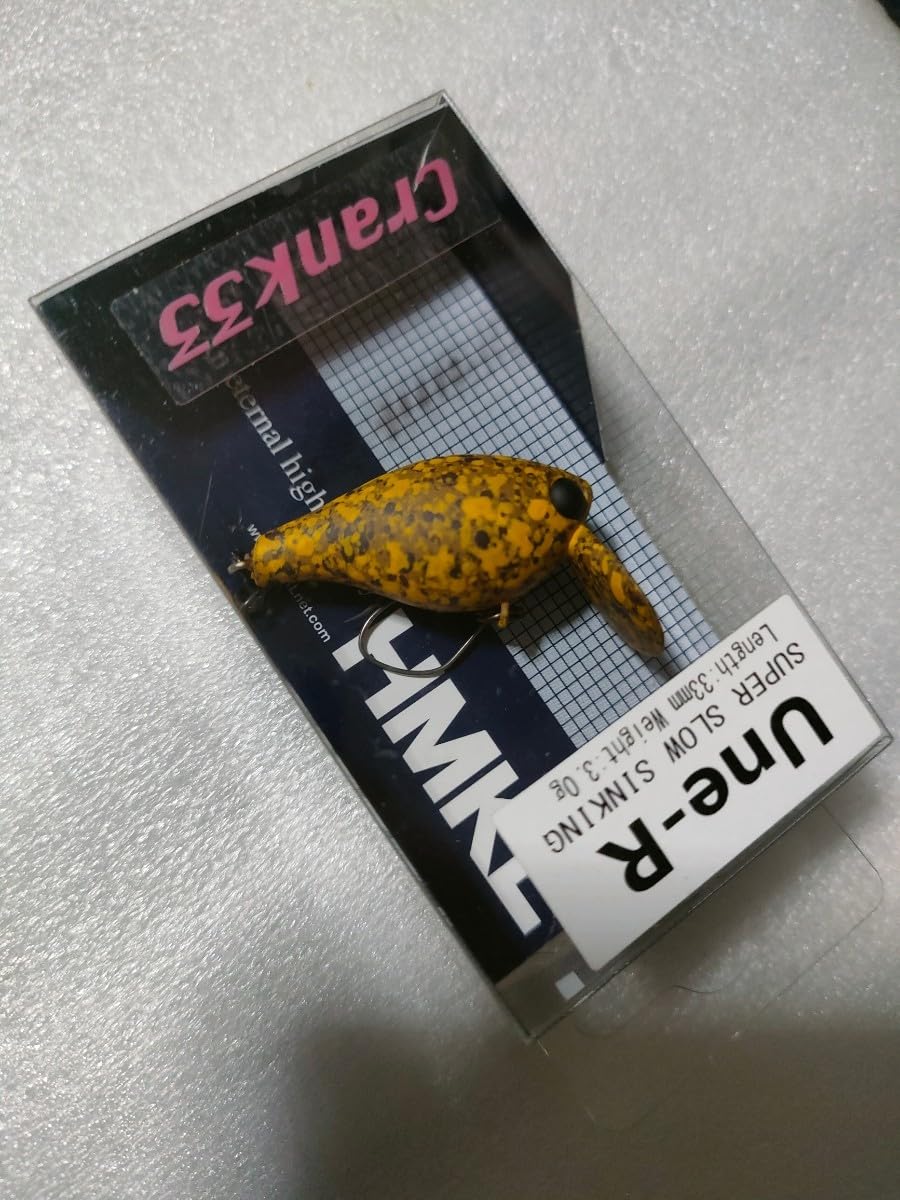 Crank33
eternal high
HMKL
Une-R
SUPER SLOW SINKING
Length:33mm Weight:3.0g